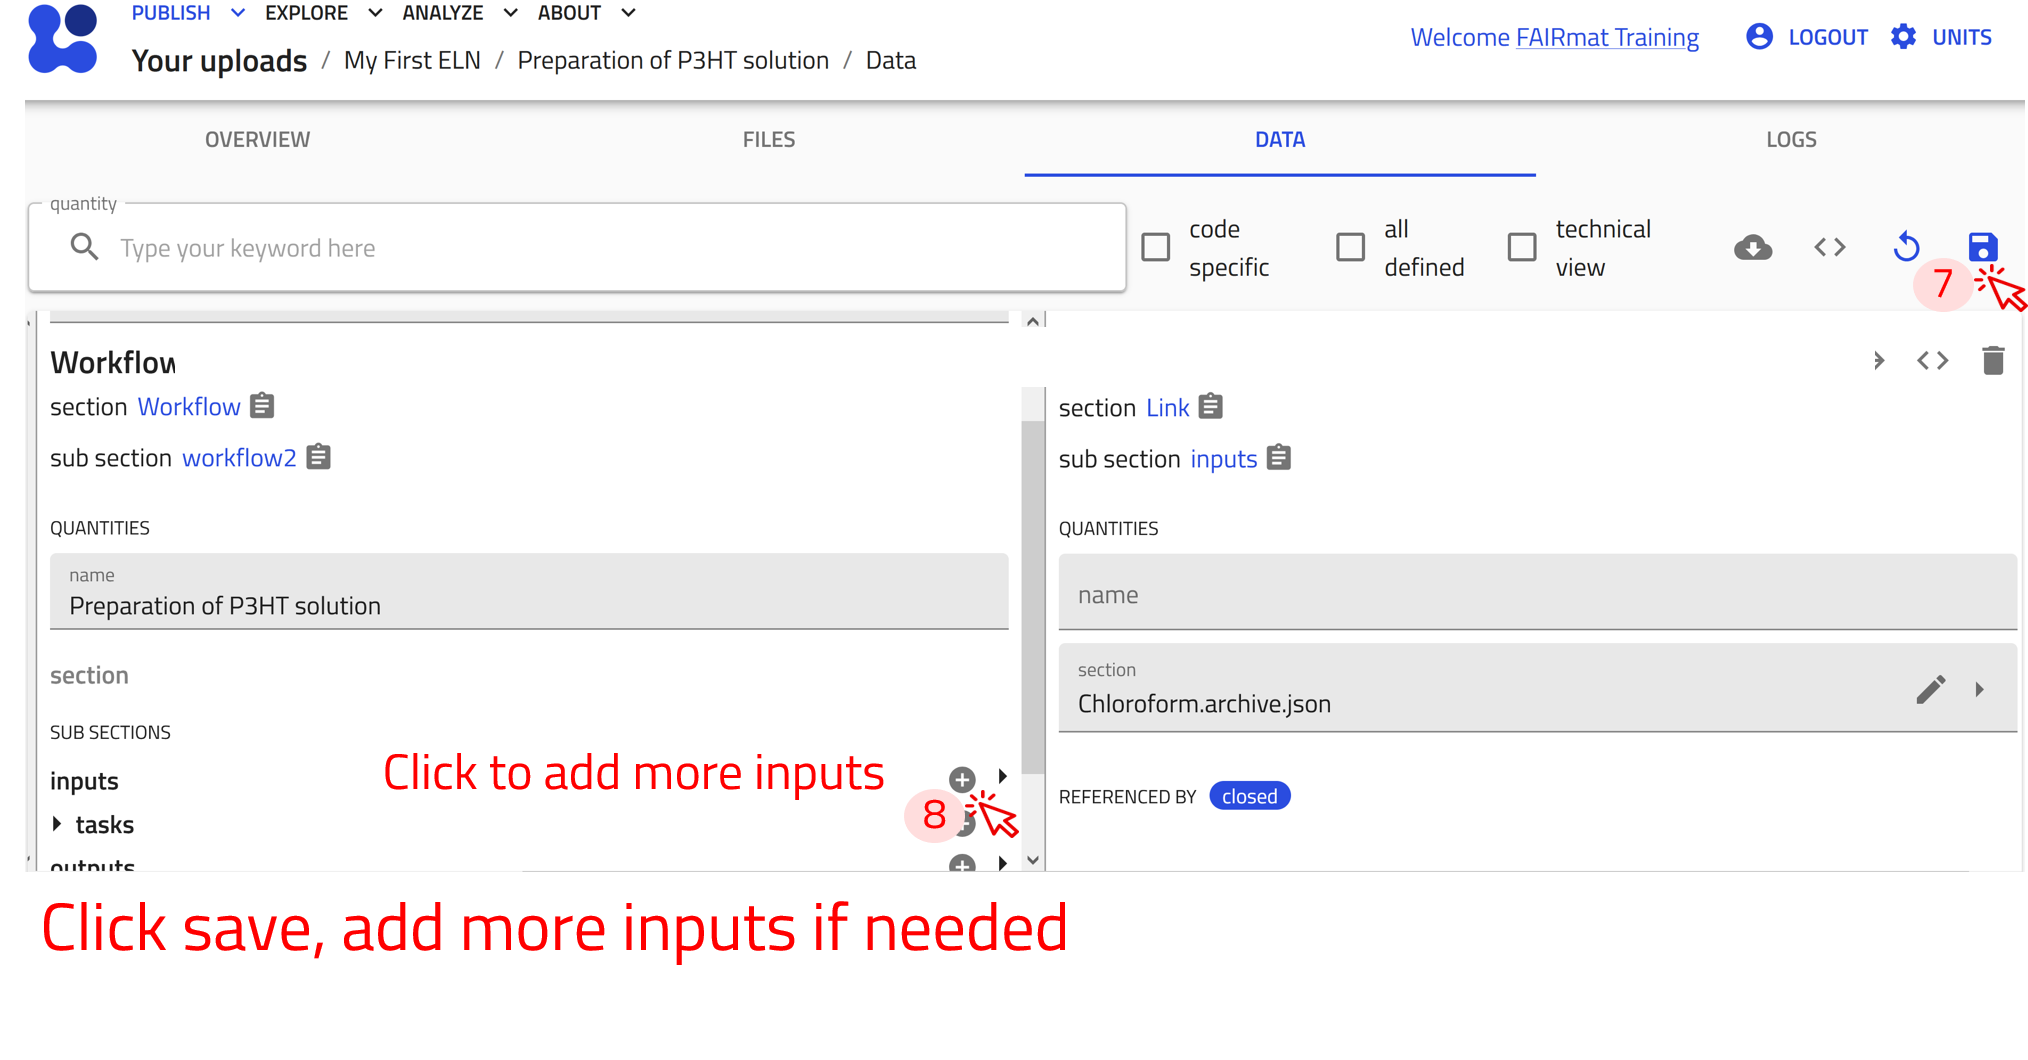 PUBLISH EXPLORE ANALYZE ABOUT
Your uploads / My First ELN / Preparation of P3HT solution / Data
Welcome FAIRmat Training LOGOUT UNITS
OVERVIEW FILES DATA LOGS
quantity
Type your keyword here
code specific
all defined
technical view
7
Workflow
section Workflow
sub section workflow2
QUANTITIES
name
Preparation of P3HT solution
section
SUB SECTIONS
inputs
Click to add more inputs
8
tasks
outputs
section Link
sub section inputs
QUANTITIES
name
section
Chloroform.archive.json
REFERENCED BY closed
Click save, add more inputs if needed